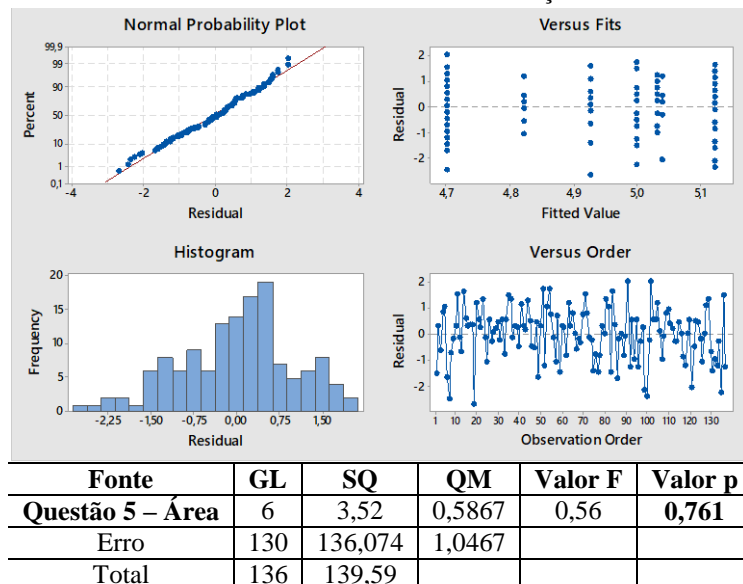 Normal Probability Plot
99,9
99
90
50
10
1
0,1
Percent
-4 -2 0 2 4
Residual
Versus Fits
2
1
0
-1
-2
Residual
4,7 4,8 4,9 5,0 5,1
Fitted Value
Histogram
20
15
10
5
0
Frequency
-2,25 -1,50 -0,75 0,00 0,75 1,50
Residual
Versus Order
2
1
0
-1
-2
Residual
1 10 20 30 40 50 60 70 80 90 100 110 120 130
Observation Order
Fonte GL SQ QM Valor F Valor p
Questão 5 – Área 6 3,52 0,5867 0,56 0,761
Erro 130 136,074 1,0467
Total 136 139,59